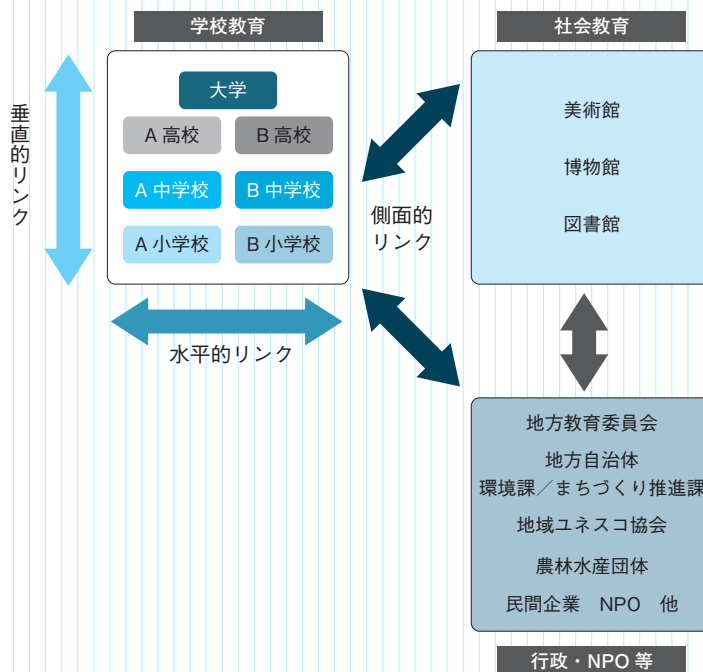 学校教育
大学
A 高校
B 高校
A 中学校
B 中学校
A 小学校
B 小学校
垂直的リンク
水平的リンク
側面的
リンク
社会教育
美術館
博物館
図書館
地方教育委員会
地方自治体
環境課／まちづくり推進課
地域ユネスコ協会
農林水産団体
民間企業　NPO　他
行政・NPO 等